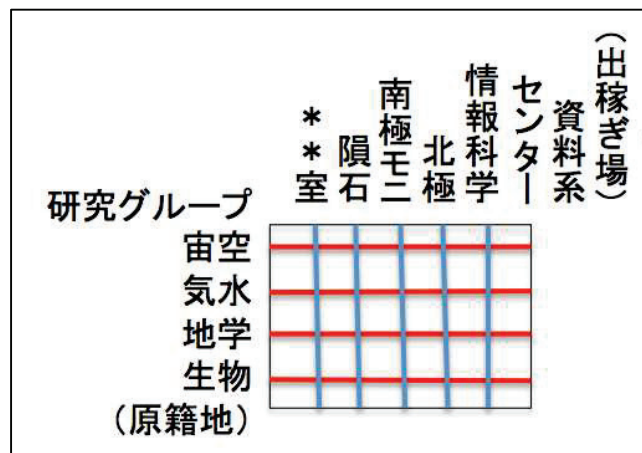 **室
隕石
南極モニ
北極
情報科学
センター
資料系
(出稼ぎ場)
研究グループ
宙空
気水
地学
生物
(原籍地)